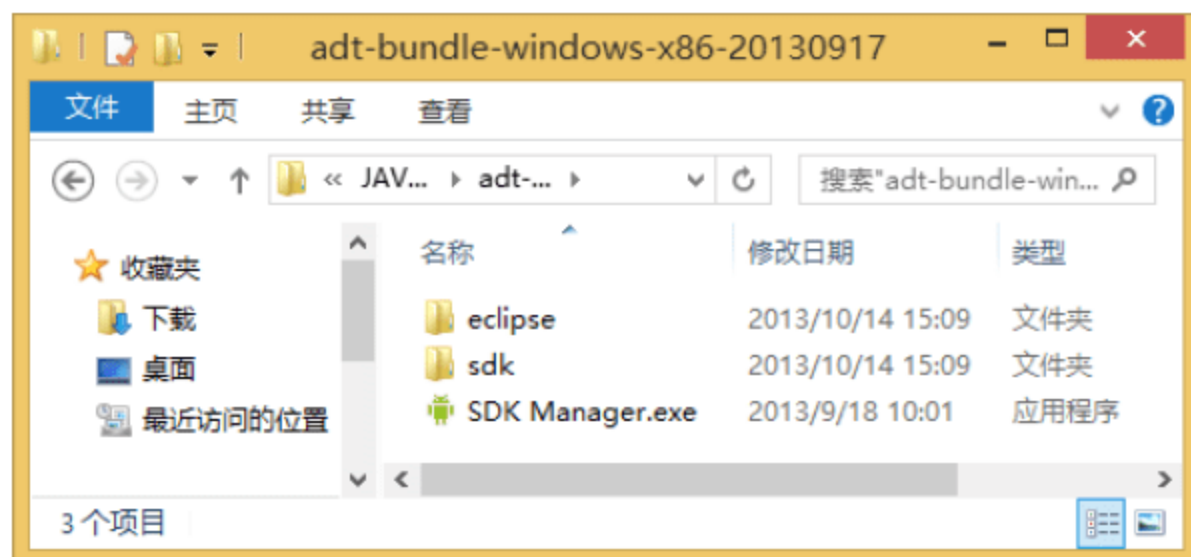 adt-bundle-windows-x86-20130917
文件 主页 共享 查看
« JAV... adt-... 搜索"adt-bundle-win...
名称 修改日期 类型
收藏夹
下载
桌面
最近访问的位置
eclipse 2013/10/14 15:09 文件夹
sdk 2013/10/14 15:09 文件夹
SDK Manager.exe 2013/9/18 10:01 应用程序
3 个项目